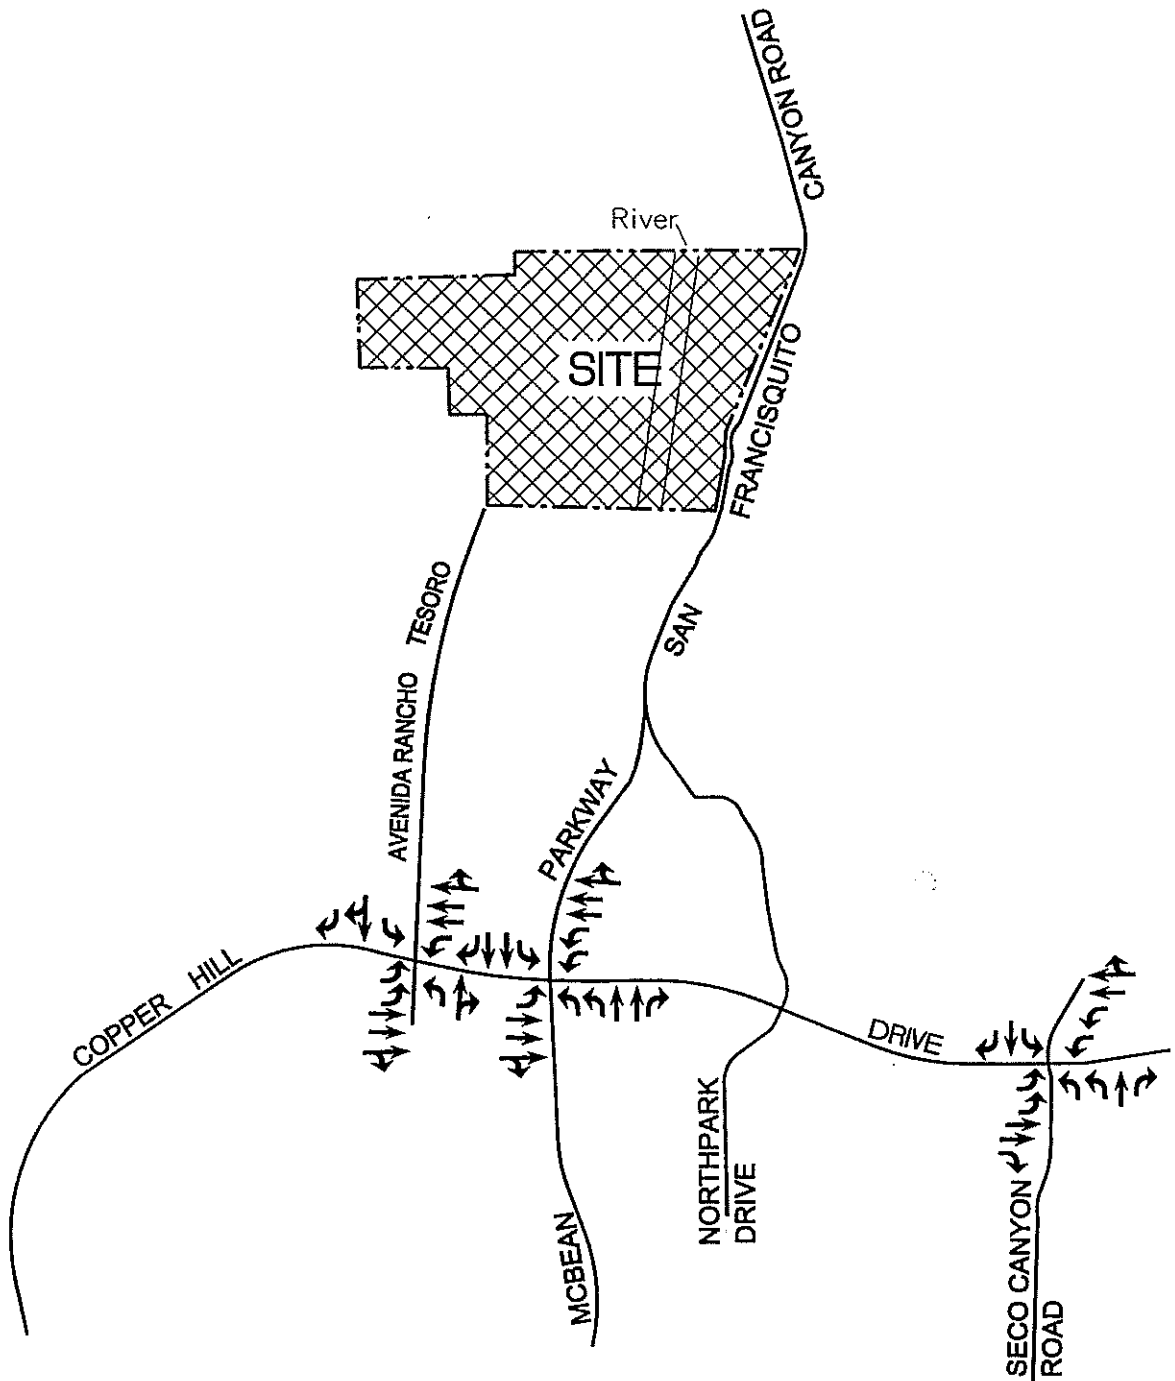 CANYON ROAD
River
SITE
FRANCISQUITO
SAN
TESORO
AVENIDA RANCHO
PARKWAY
COPPER HILL
DRIVE
NORTHPARK
DRIVE
MCBEAN
SECO CANYON
ROAD